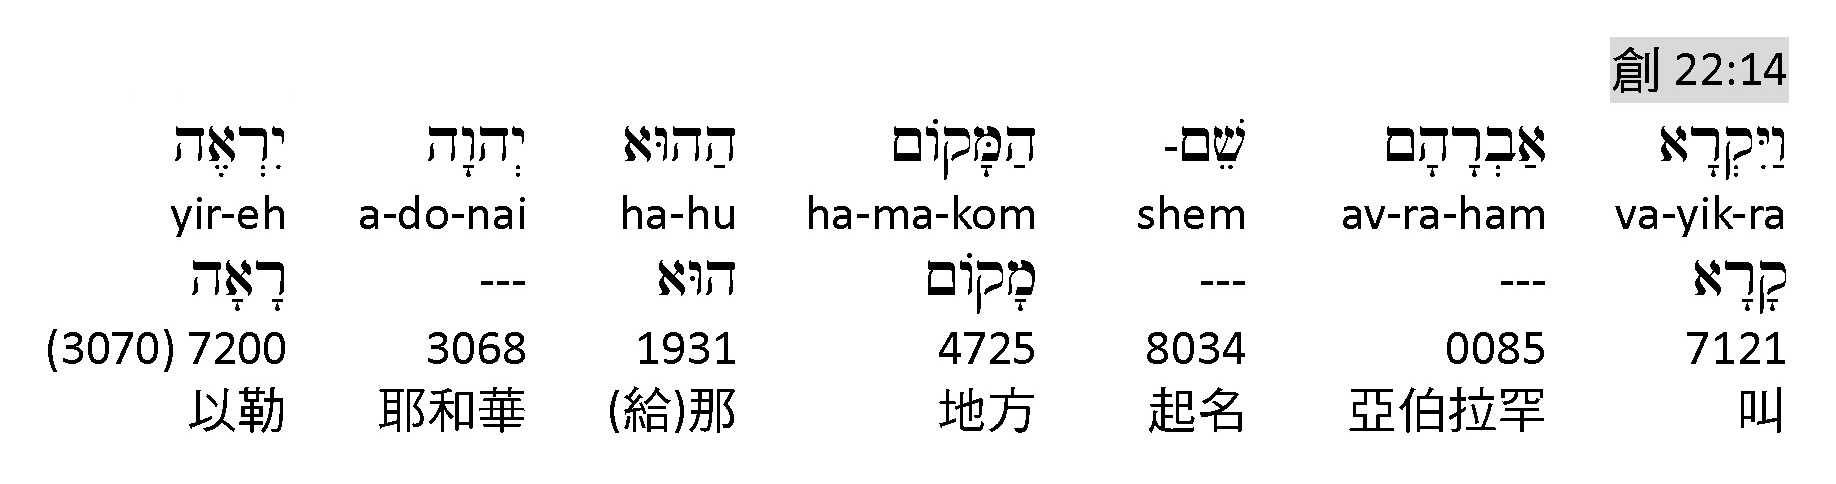 創 22:14
וַיִּקְרָא אַבְרָהָם שֵׁם- הַמָּקוֹם הַהוּא יְהוָה יִרְאֶה
va-yik-ra av-ra-ham shem ha-ma-kom ha-hu a-do-nai yir-eh
קָרָא --- --- מָקוֹם הוּא --- רָאָה
7121 0085 8034 4725 1931 3068 (3070) 7200
叫 亞伯拉罕 起名 地方 (給)那 耶和華 以勒